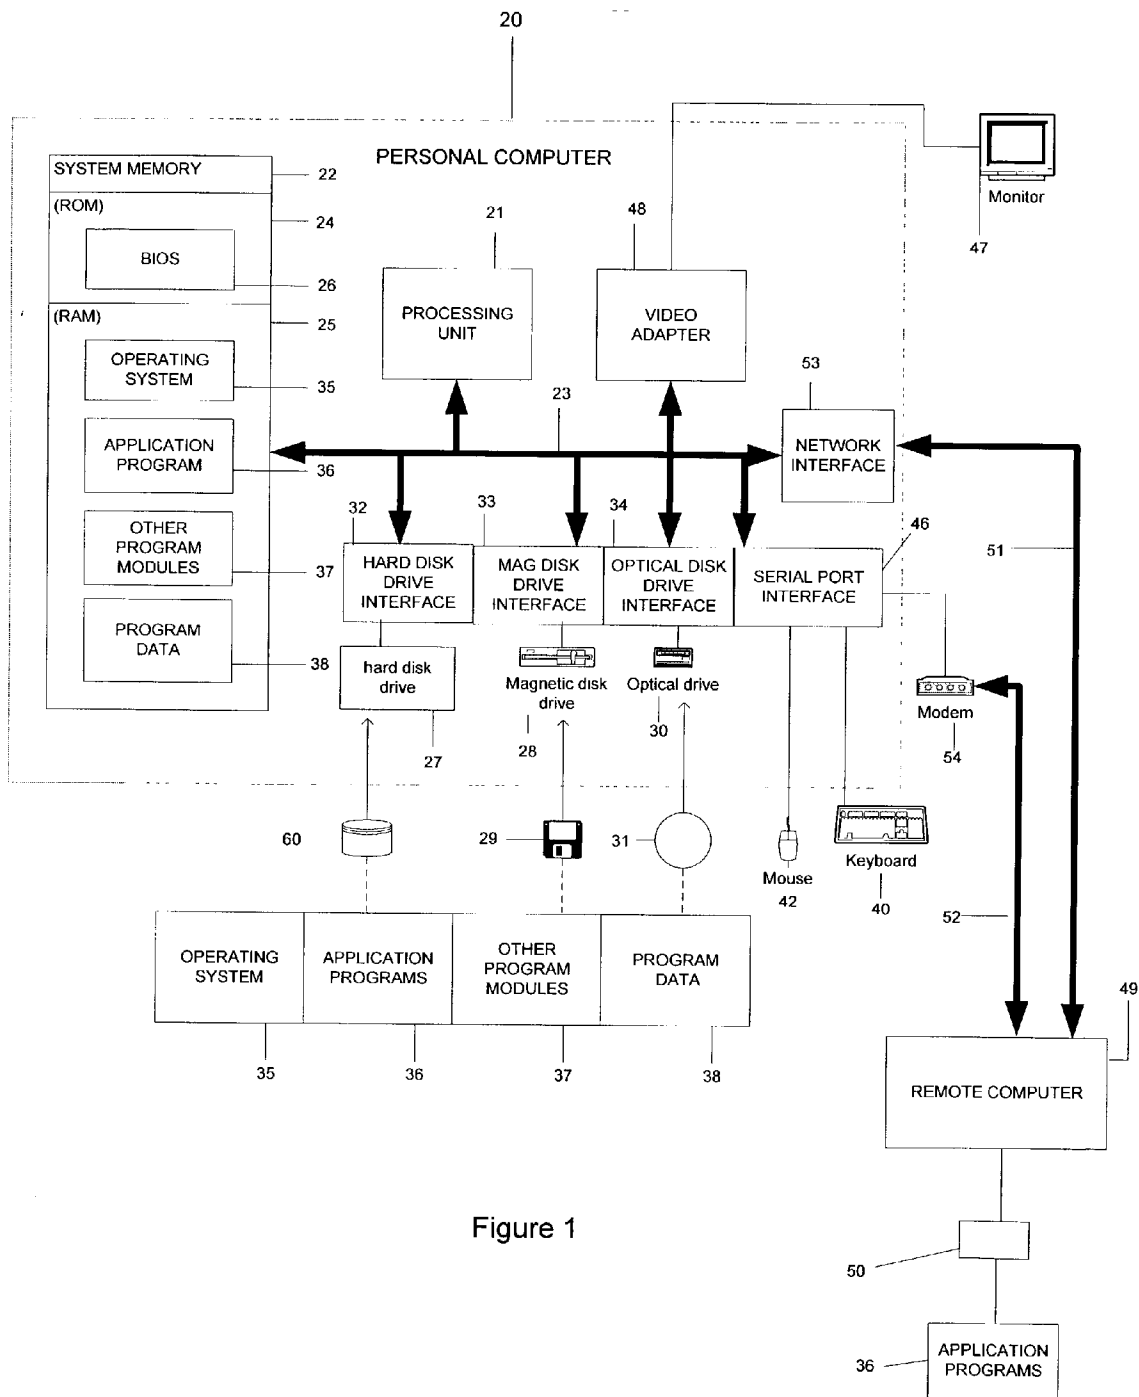 20
PERSONAL COMPUTER
SYSTEM MEMORY
22
(ROM)
24
BIOS
26
(RAM)
25
OPERATING
SYSTEM
35
APPLICATION
PROGRAM
36
OTHER
PROGRAM
MODULES
37
PROGRAM
DATA
38
21
PROCESSING
UNIT
48
VIDEO
ADAPTER
Monitor
47
23
53
NETWORK
INTERFACE
32
HARD DISK
DRIVE
INTERFACE
33
MAG DISK
DRIVE
INTERFACE
34
OPTICAL DISK
DRIVE
INTERFACE
46
SERIAL PORT
INTERFACE
51
hard disk
drive
27
Magnetic disk
drive
28
Optical drive
30
Modem
54
60
29
31
Mouse
42
Keyboard
40
52
OPERATING
SYSTEM
APPLICATION
PROGRAMS
OTHER
PROGRAM
MODULES
PROGRAM
DATA
35
36
37
38
49
REMOTE COMPUTER
50
36
APPLICATION
PROGRAMS
Figure 1